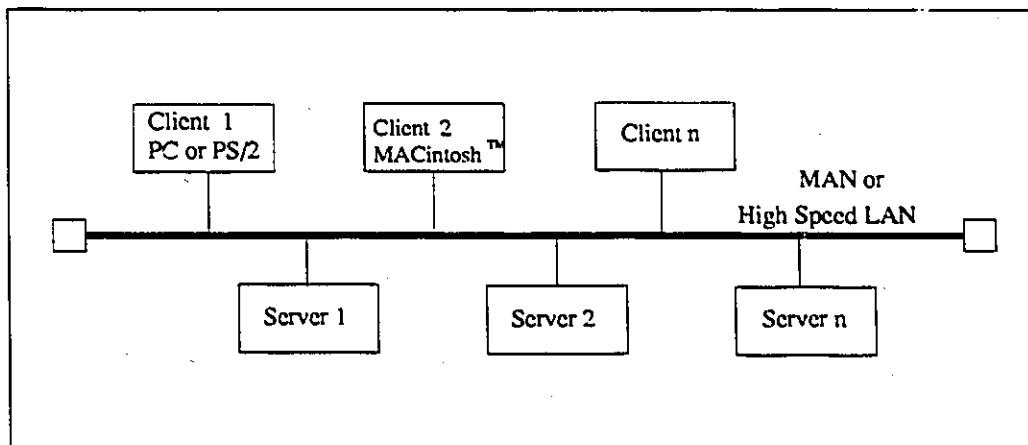 Client 1
PC or PS/2
Client 2
MACintosh™
Client n
MAN or
High Speed LAN
Server 1
Server 2
Server n